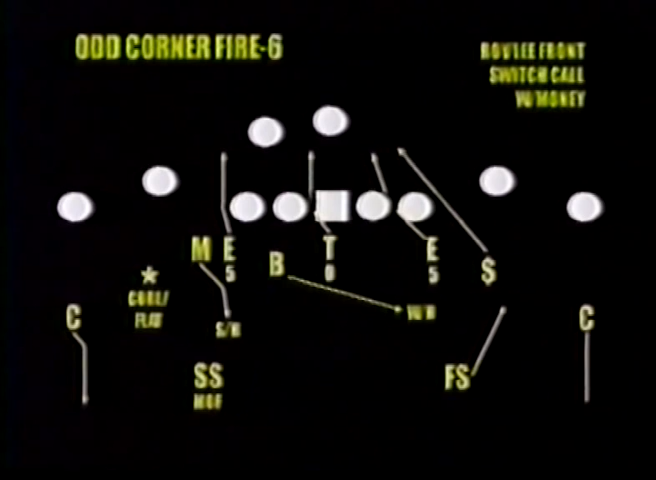 ODD CORNER FIRE-6
ROVLEE FRONT
SWITCH CALL
W/MONEY
M E T E
5 0 5
B $
*
CURL/
FLAT
C C
S/H
SS FS
MOF